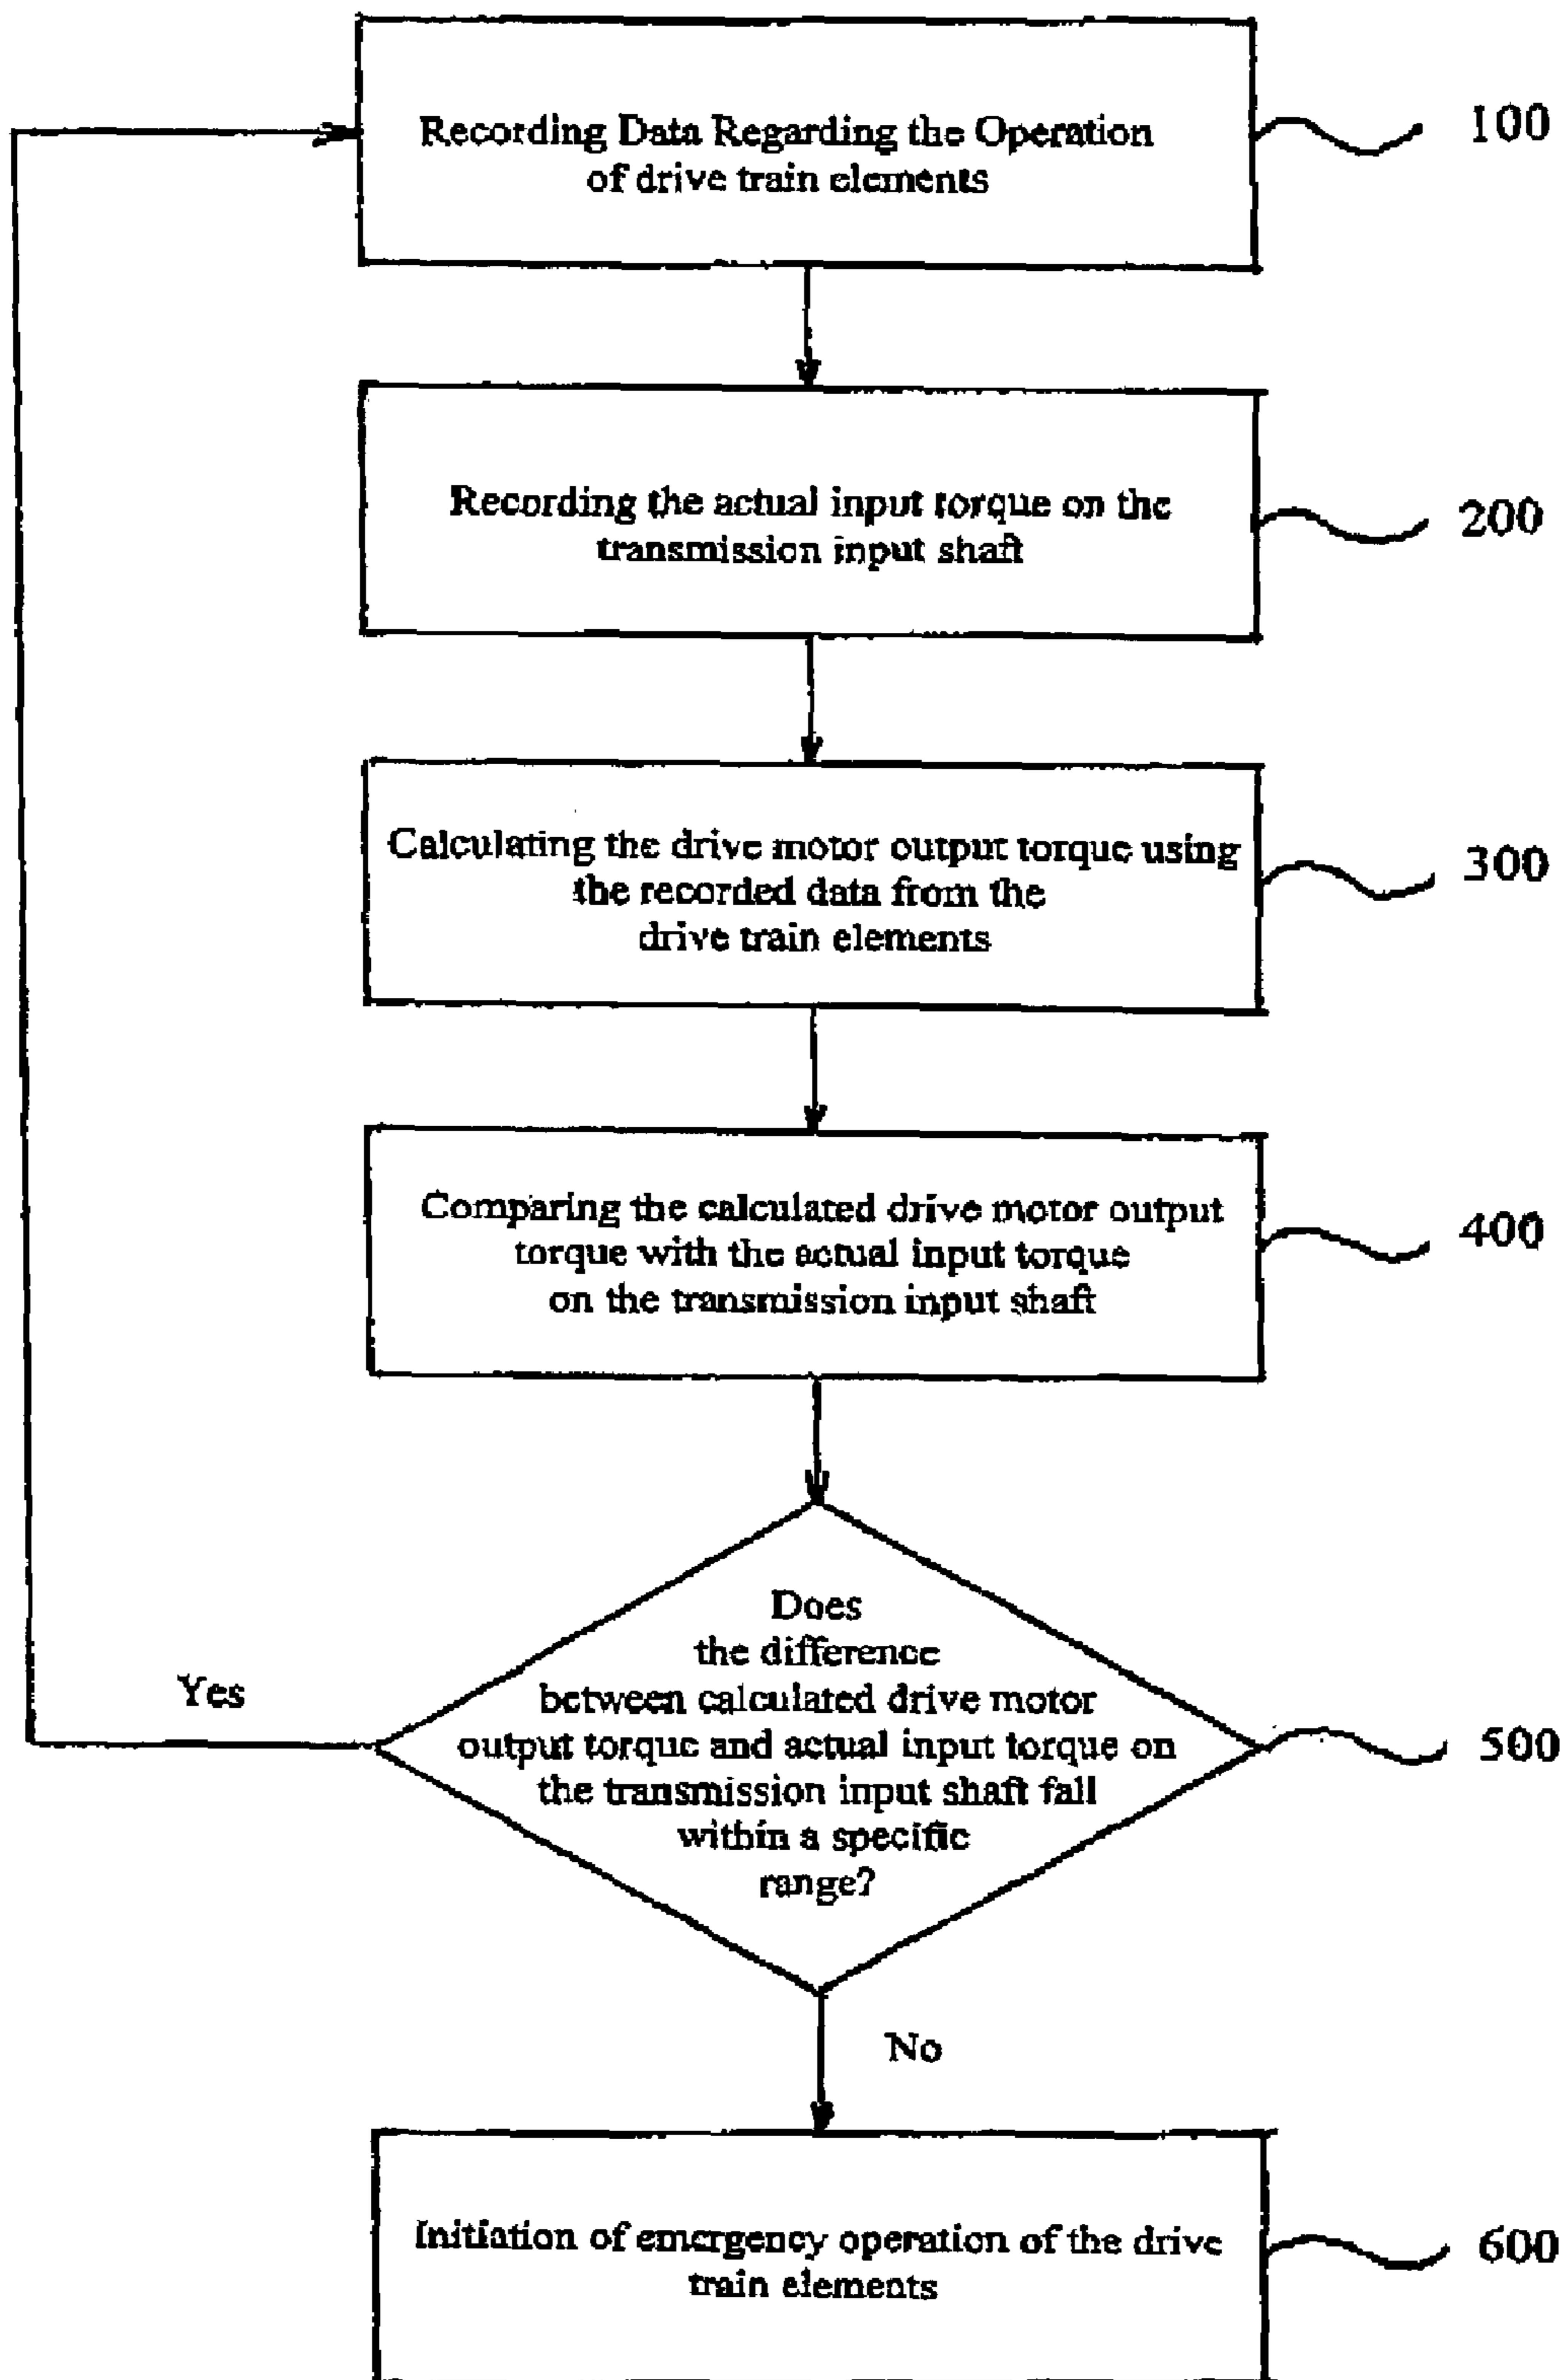 Recording Data Regarding the Operation
of drive train elements
100
Recording the actual input torque on the
transmission input shaft
200
Calculating the drive motor output torque using
the recorded data from the
drive train elements
300
Comparing the calculated drive motor output
torque with the actual input torque
on the transmission input shaft
400
Does
the difference
between calculated drive motor
output torque and actual input torque on
the transmission input shaft fall
within a specific
range?
500
Yes
No
Initiation of emergency operation of the drive
train elements
600